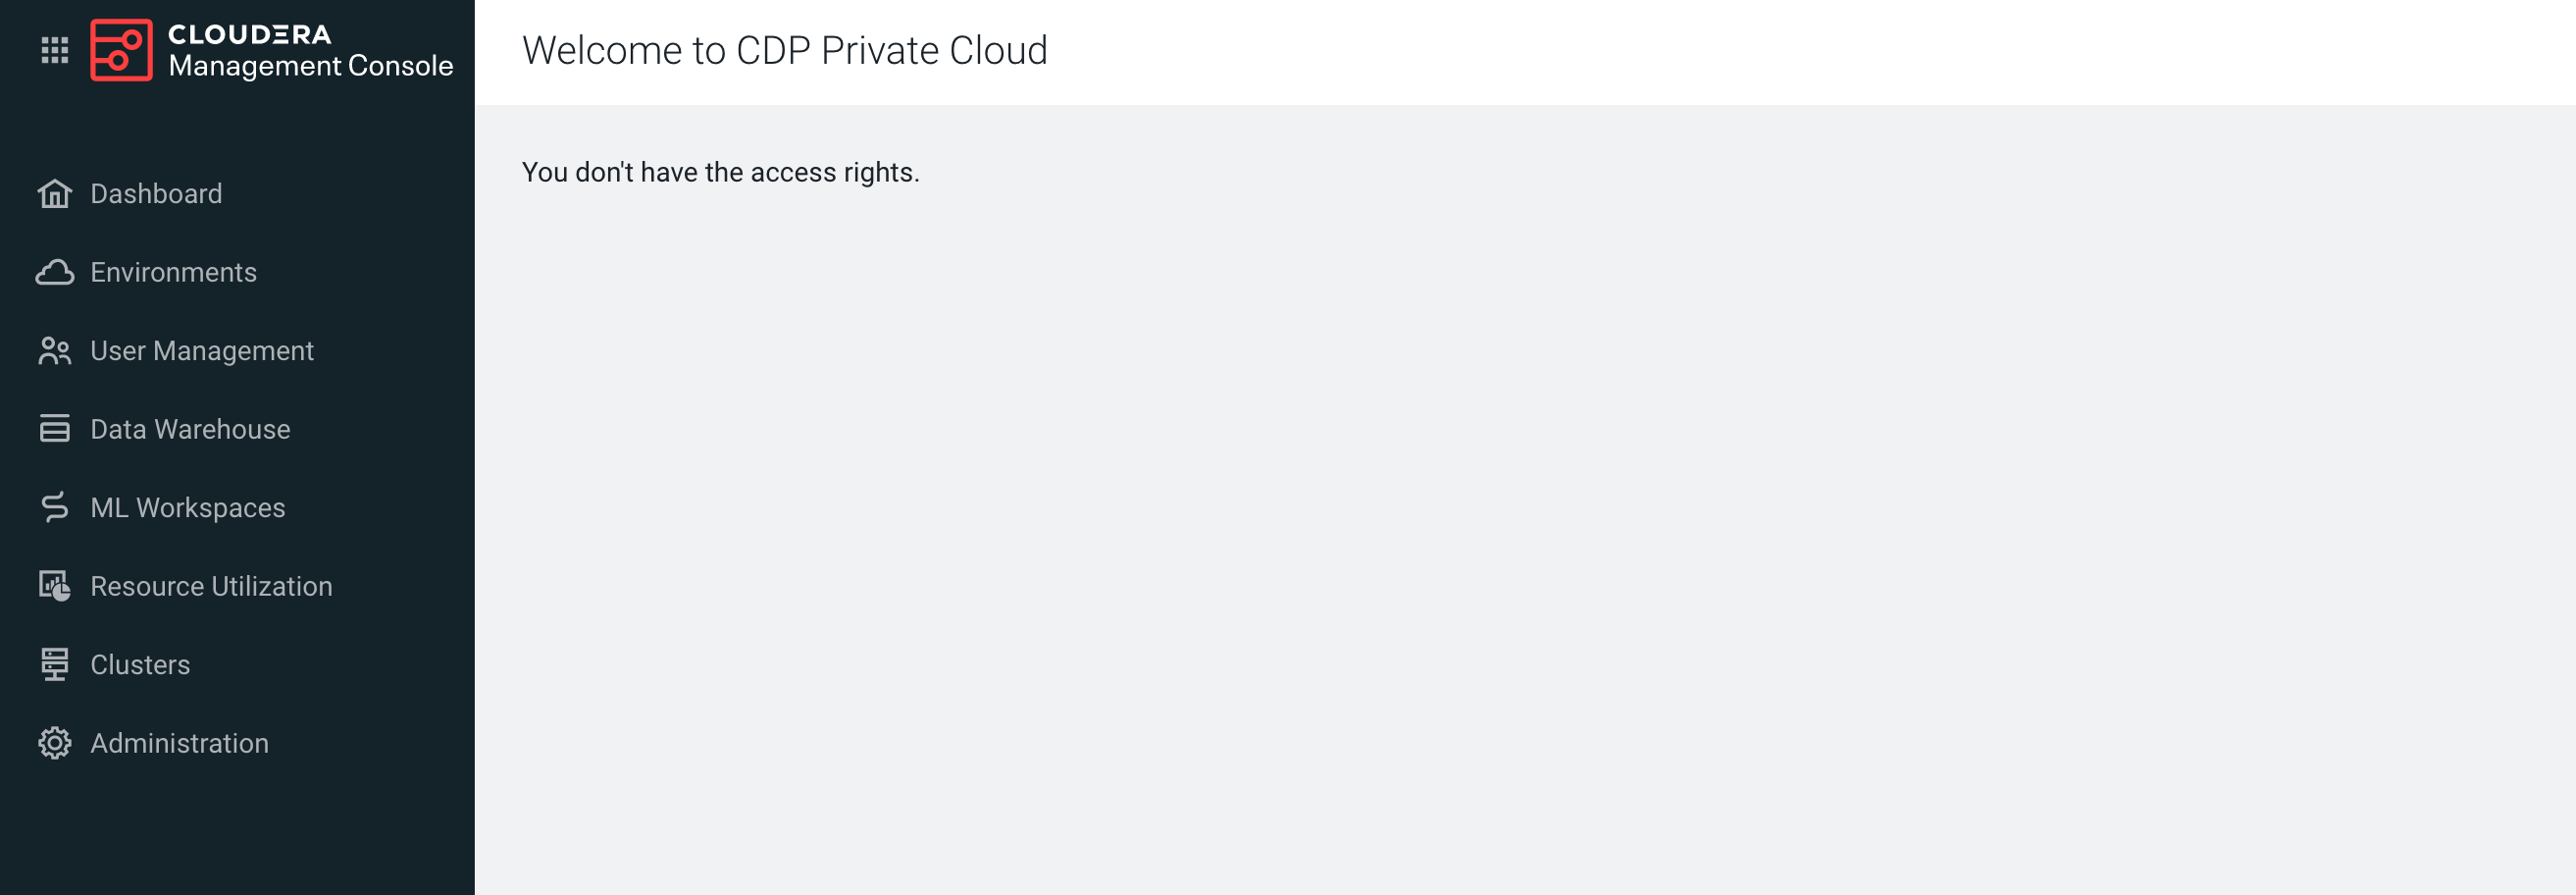 CLOUDERA
Management Console
Dashboard
Environments
User Management
Data Warehouse
ML Workspaces
Resource Utilization
Clusters
Administration
Welcome to CDP Private Cloud
You don't have the access rights.